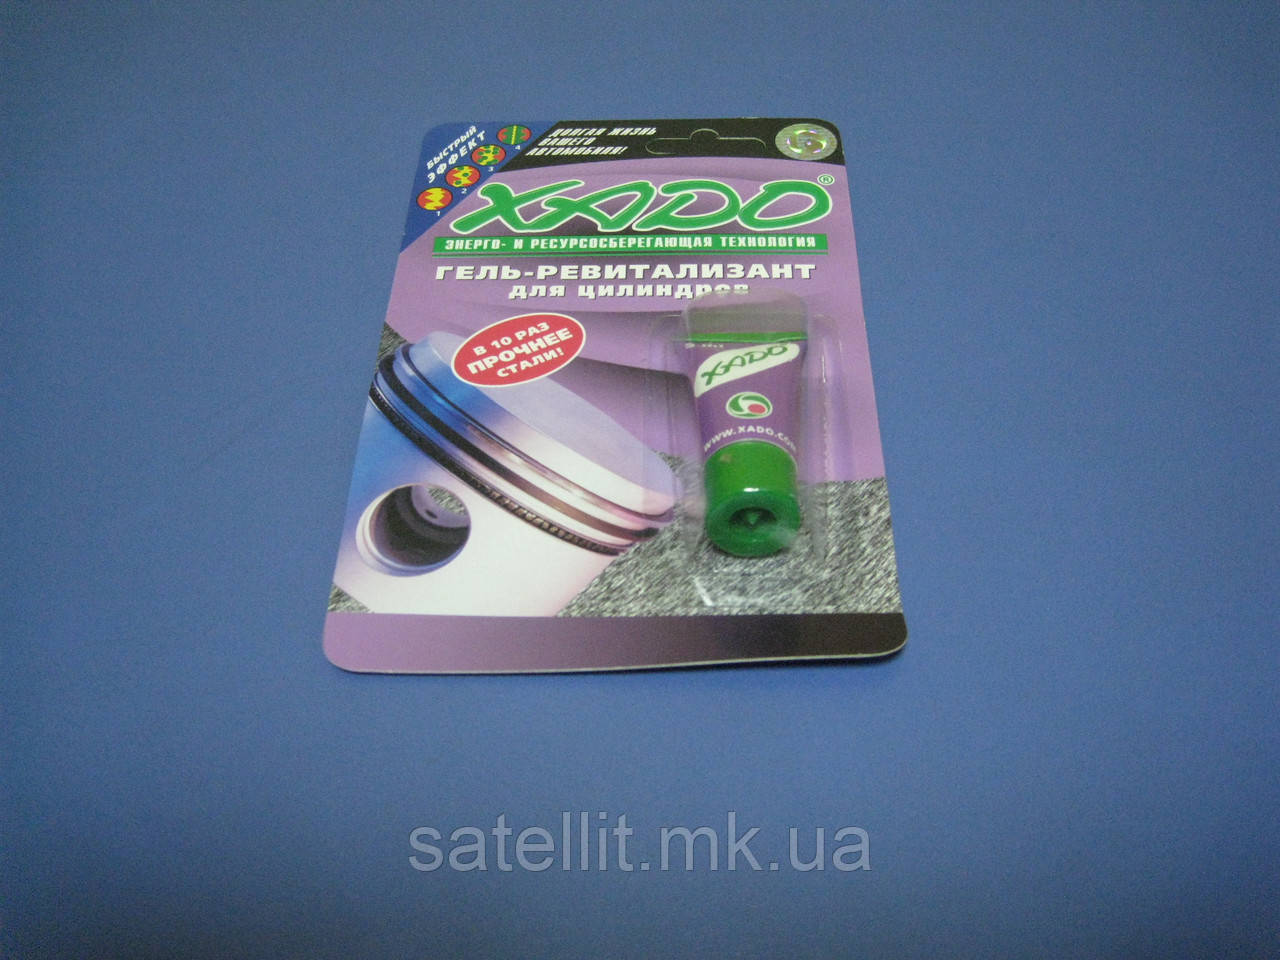 БЫСТРЫЙ
ЭФФЕКТ
1
2
3
4
ДОЛГАЯ ЖИЗНЬ
ВАШЕГО
АВТОМОБИЛЯ!
XADO®
ЭНЕРГО- И РЕСУРСОСБЕРЕГАЮЩАЯ ТЕХНОЛОГИЯ
ГЕЛЬ-РЕВИТАЛИЗАНТ
ДЛЯ ЦИЛИНДРОВ
В 10 РАЗ
ПРОЧНЕЕ
СТАЛИ!
XADO
WWW.XADO.com
satellit.mk.ua